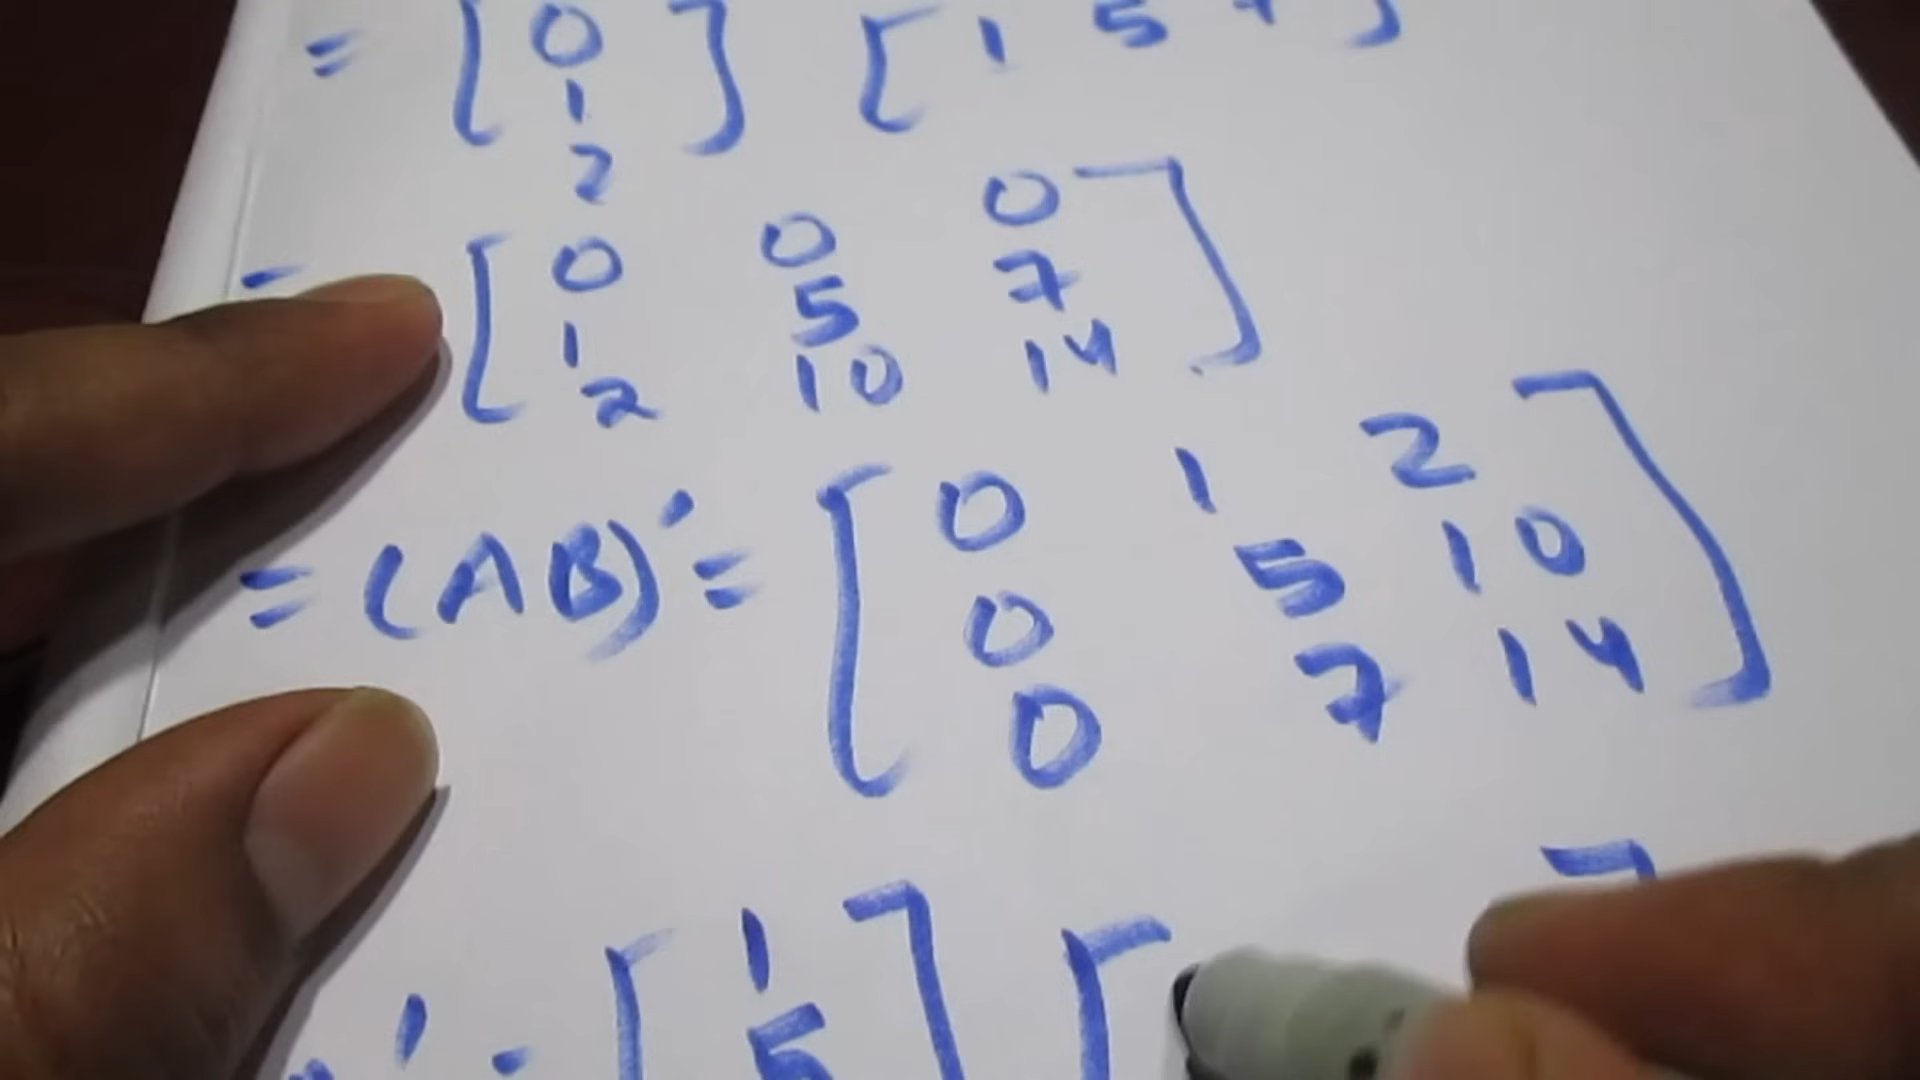 = [ 0 ] [ 1 5 7 ]
1
2
= [ 0 0 0
1 5 7
2 10 14 ]
= (AB)' = [ 0 1 2
0 5 10
0 7 14 ]
' = [ 1 ] [
5